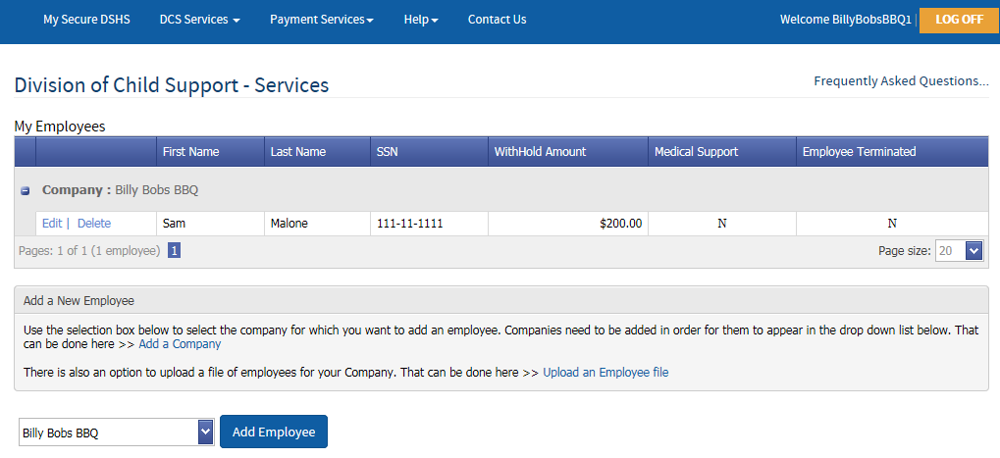 My Secure DSHS DCS Services Payment Services Help Contact Us Welcome BillyBobsBBQ1 | LOG OFF
Division of Child Support - Services Frequently Asked Questions...
My Employees
First Name Last Name SSN WithHold Amount Medical Support Employee Terminated
Company : Billy Bobs BBQ
Edit | Delete Sam Malone 111-11-1111 $200.00 N N
Pages: 1 of 1 (1 employee) 1 Page size: 20
Add a New Employee
Use the selection box below to select the company for which you want to add an employee. Companies need to be added in order for them to appear in the drop down list below. That
can be done here >> Add a Company
There is also an option to upload a file of employees for your Company. That can be done here >> Upload an Employee file
Billy Bobs BBQ Add Employee